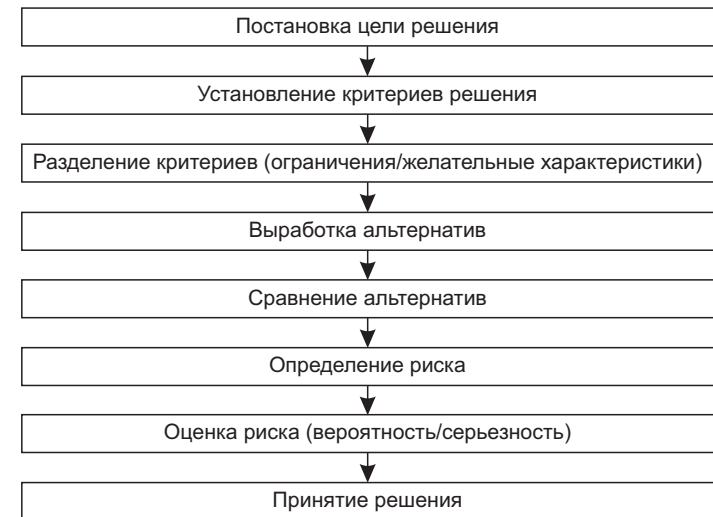 Постановка цели решения
Установление критериев решения
Разделение критериев (ограничения/желательные характеристики)
Выработка альтернатив
Сравнение альтернатив
Определение риска
Оценка риска (вероятность/серьезность)
Принятие решения